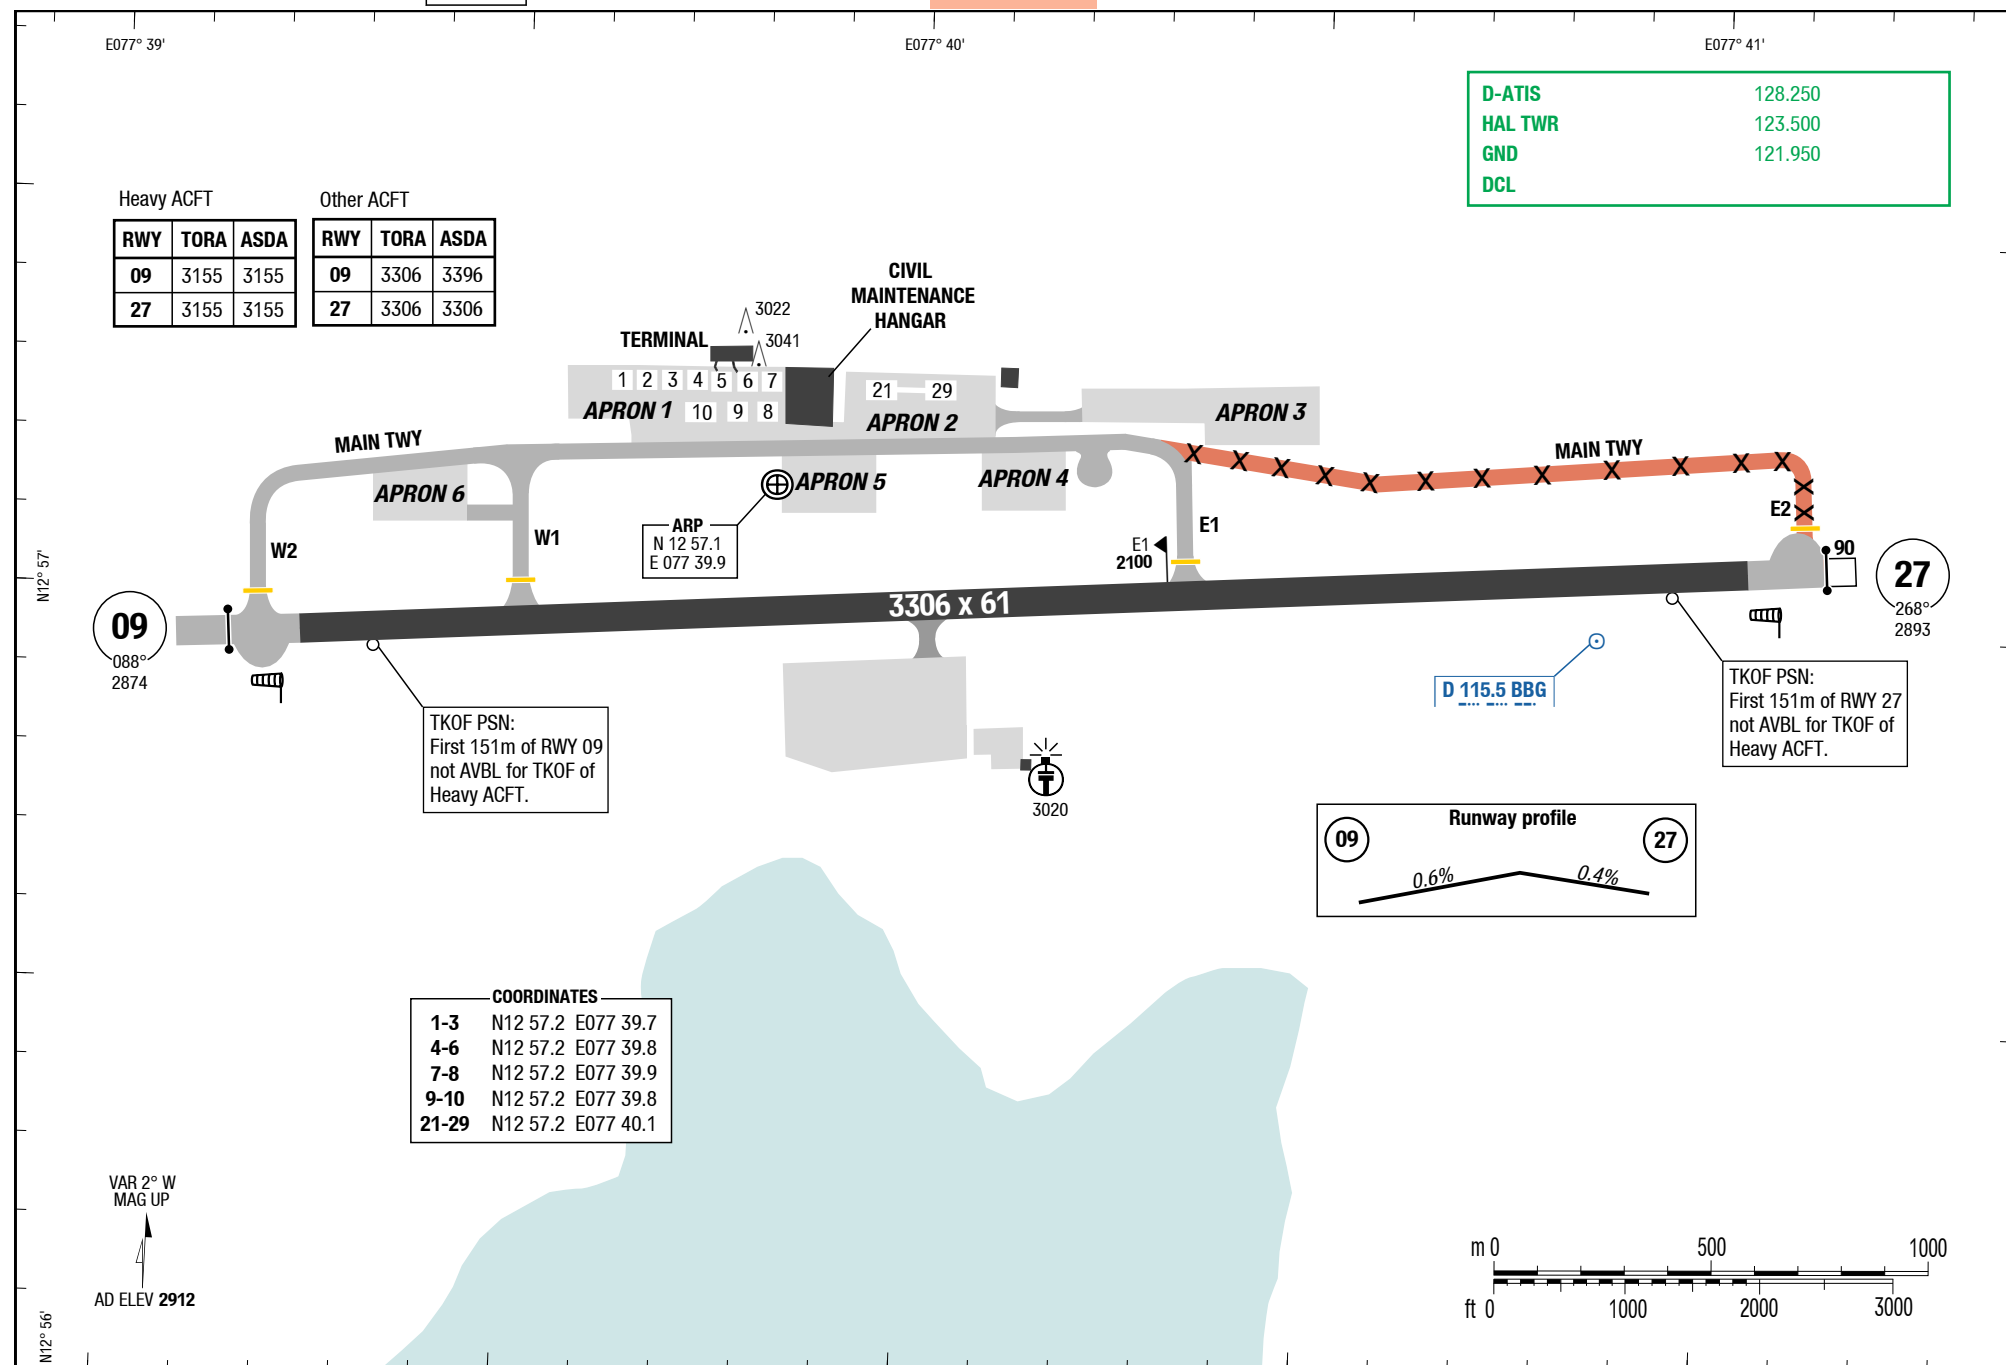 E077° 39'
E077° 40'
E077° 41'
D-ATIS 128.250
HAL TWR 123.500
GND 121.950
DCL
Heavy ACFT
RWY TORA ASDA
09 3155 3155
27 3155 3155
Other ACFT
RWY TORA ASDA
09 3306 3396
27 3306 3306
CIVIL
MAINTENANCE
HANGAR
3022
TERMINAL
3041
1 2 3 4 5 6 7
10 9 8
APRON 1
21 29
APRON 2
APRON 3
MAIN TWY
MAIN TWY
APRON 6
APRON 5
APRON 4
ARP
N 12 57.1
E 077 39.9
W2
W1
E1
E1
2100
E2
90
N12° 57'
09
088°
2874
3306 x 61
27
268°
2893
TKOF PSN:
First 151m of RWY 09
not AVBL for TKOF of
Heavy ACFT.
D 115.5 BBG
TKOF PSN:
First 151m of RWY 27
not AVBL for TKOF of
Heavy ACFT.
3020
Runway profile
09 27
0.6% 0.4%
COORDINATES
1-3 N12 57.2 E077 39.7
4-6 N12 57.2 E077 39.8
7-8 N12 57.2 E077 39.9
9-10 N12 57.2 E077 39.8
21-29 N12 57.2 E077 40.1
VAR 2° W
MAG UP
AD ELEV 2912
N12° 56'
m 0 500 1000
ft 0 1000 2000 3000